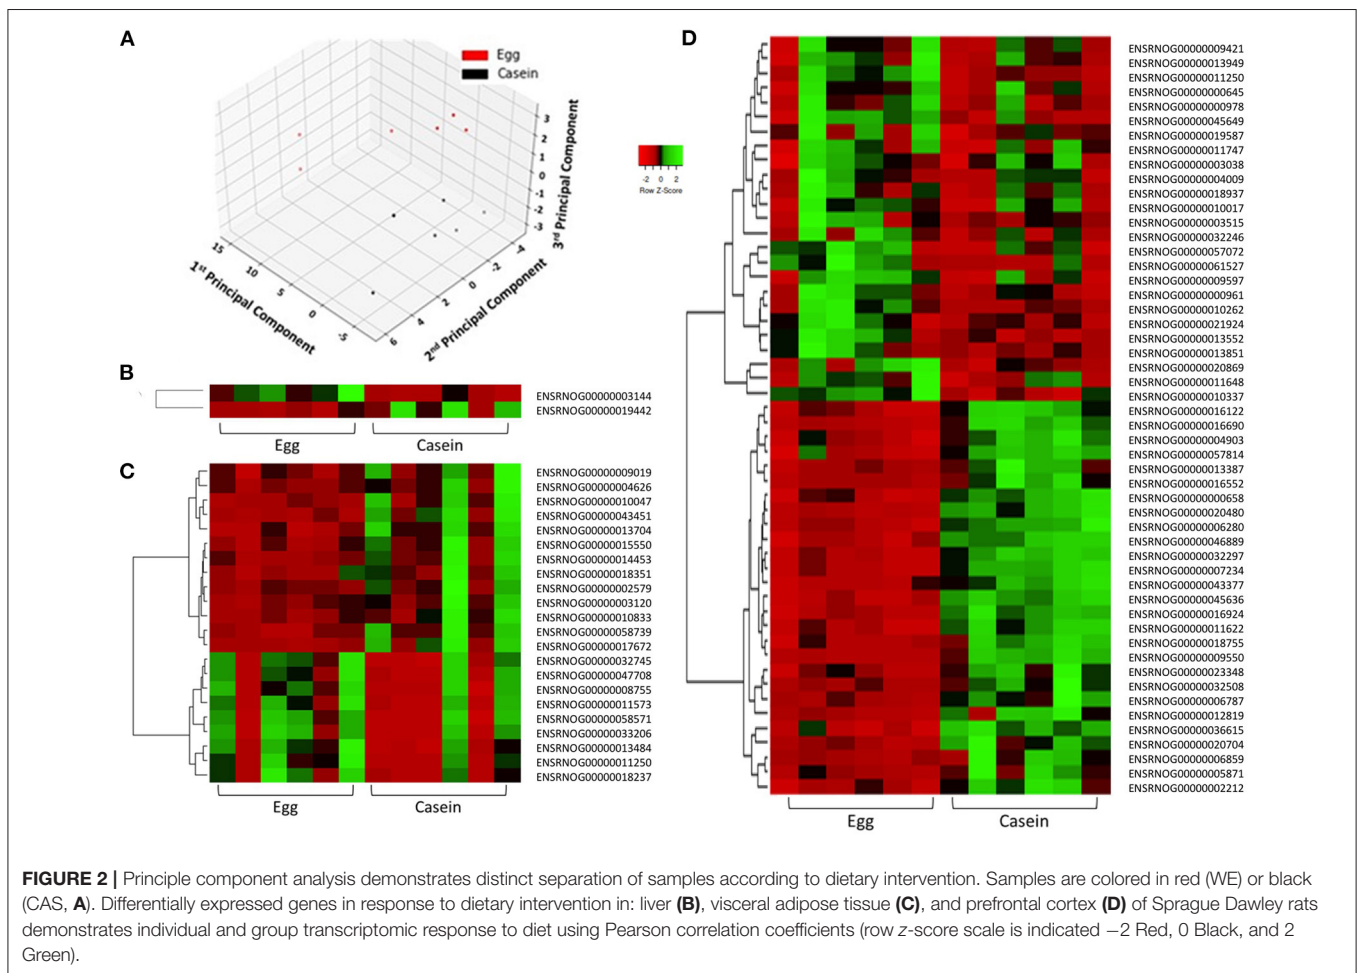 A
Egg
Casein
3
2
1
0
-1
-2
-3
3rd Principal Component
15
10
5
0
-5
1st Principal Component
-4
-2
0
2
4
6
2nd Principal Component
B
ENSRNOG00000003144
ENSRNOG00000019442
Egg
Casein
C
ENSRNOG00000009019
ENSRNOG00000004626
ENSRNOG00000010047
ENSRNOG00000043451
ENSRNOG00000013704
ENSRNOG00000015550
ENSRNOG00000014453
ENSRNOG00000018351
ENSRNOG00000002579
ENSRNOG00000003120
ENSRNOG00000010833
ENSRNOG00000058739
ENSRNOG00000017672
ENSRNOG00000032745
ENSRNOG00000047708
ENSRNOG00000008755
ENSRNOG00000011573
ENSRNOG00000058571
ENSRNOG00000033206
ENSRNOG00000013484
ENSRNOG00000011250
ENSRNOG00000018237
Egg
Casein
D
-2 0 2
Row Z-Score
ENSRNOG00000009421
ENSRNOG00000013949
ENSRNOG00000011250
ENSRNOG00000000645
ENSRNOG00000000978
ENSRNOG00000045649
ENSRNOG00000019587
ENSRNOG00000011747
ENSRNOG00000003038
ENSRNOG00000004009
ENSRNOG00000018937
ENSRNOG00000010017
ENSRNOG00000003515
ENSRNOG00000032246
ENSRNOG00000057072
ENSRNOG00000061527
ENSRNOG00000009597
ENSRNOG00000000961
ENSRNOG00000010262
ENSRNOG00000021924
ENSRNOG00000013552
ENSRNOG00000013851
ENSRNOG00000020869
ENSRNOG00000011648
ENSRNOG00000010337
ENSRNOG00000016122
ENSRNOG00000016690
ENSRNOG00000004903
ENSRNOG00000057814
ENSRNOG00000013387
ENSRNOG00000016552
ENSRNOG00000000658
ENSRNOG00000020480
ENSRNOG00000006280
ENSRNOG00000046889
ENSRNOG00000032297
ENSRNOG00000007234
ENSRNOG00000043377
ENSRNOG00000045636
ENSRNOG00000016924
ENSRNOG00000011622
ENSRNOG00000018755
ENSRNOG00000009550
ENSRNOG00000023348
ENSRNOG00000032508
ENSRNOG00000006787
ENSRNOG00000012819
ENSRNOG00000036615
ENSRNOG00000020704
ENSRNOG00000006859
ENSRNOG00000005871
ENSRNOG00000002212
Egg
Casein
FIGURE 2 | Principle component analysis demonstrates distinct separation of samples according to dietary intervention. Samples are colored in red (WE) or black
(CAS, A). Differentially expressed genes in response to dietary intervention in: liver (B), visceral adipose tissue (C), and prefrontal cortex (D) of Sprague Dawley rats
demonstrates individual and group transcriptomic response to diet using Pearson correlation coefficients (row z-score scale is indicated −2 Red, 0 Black, and 2
Green).